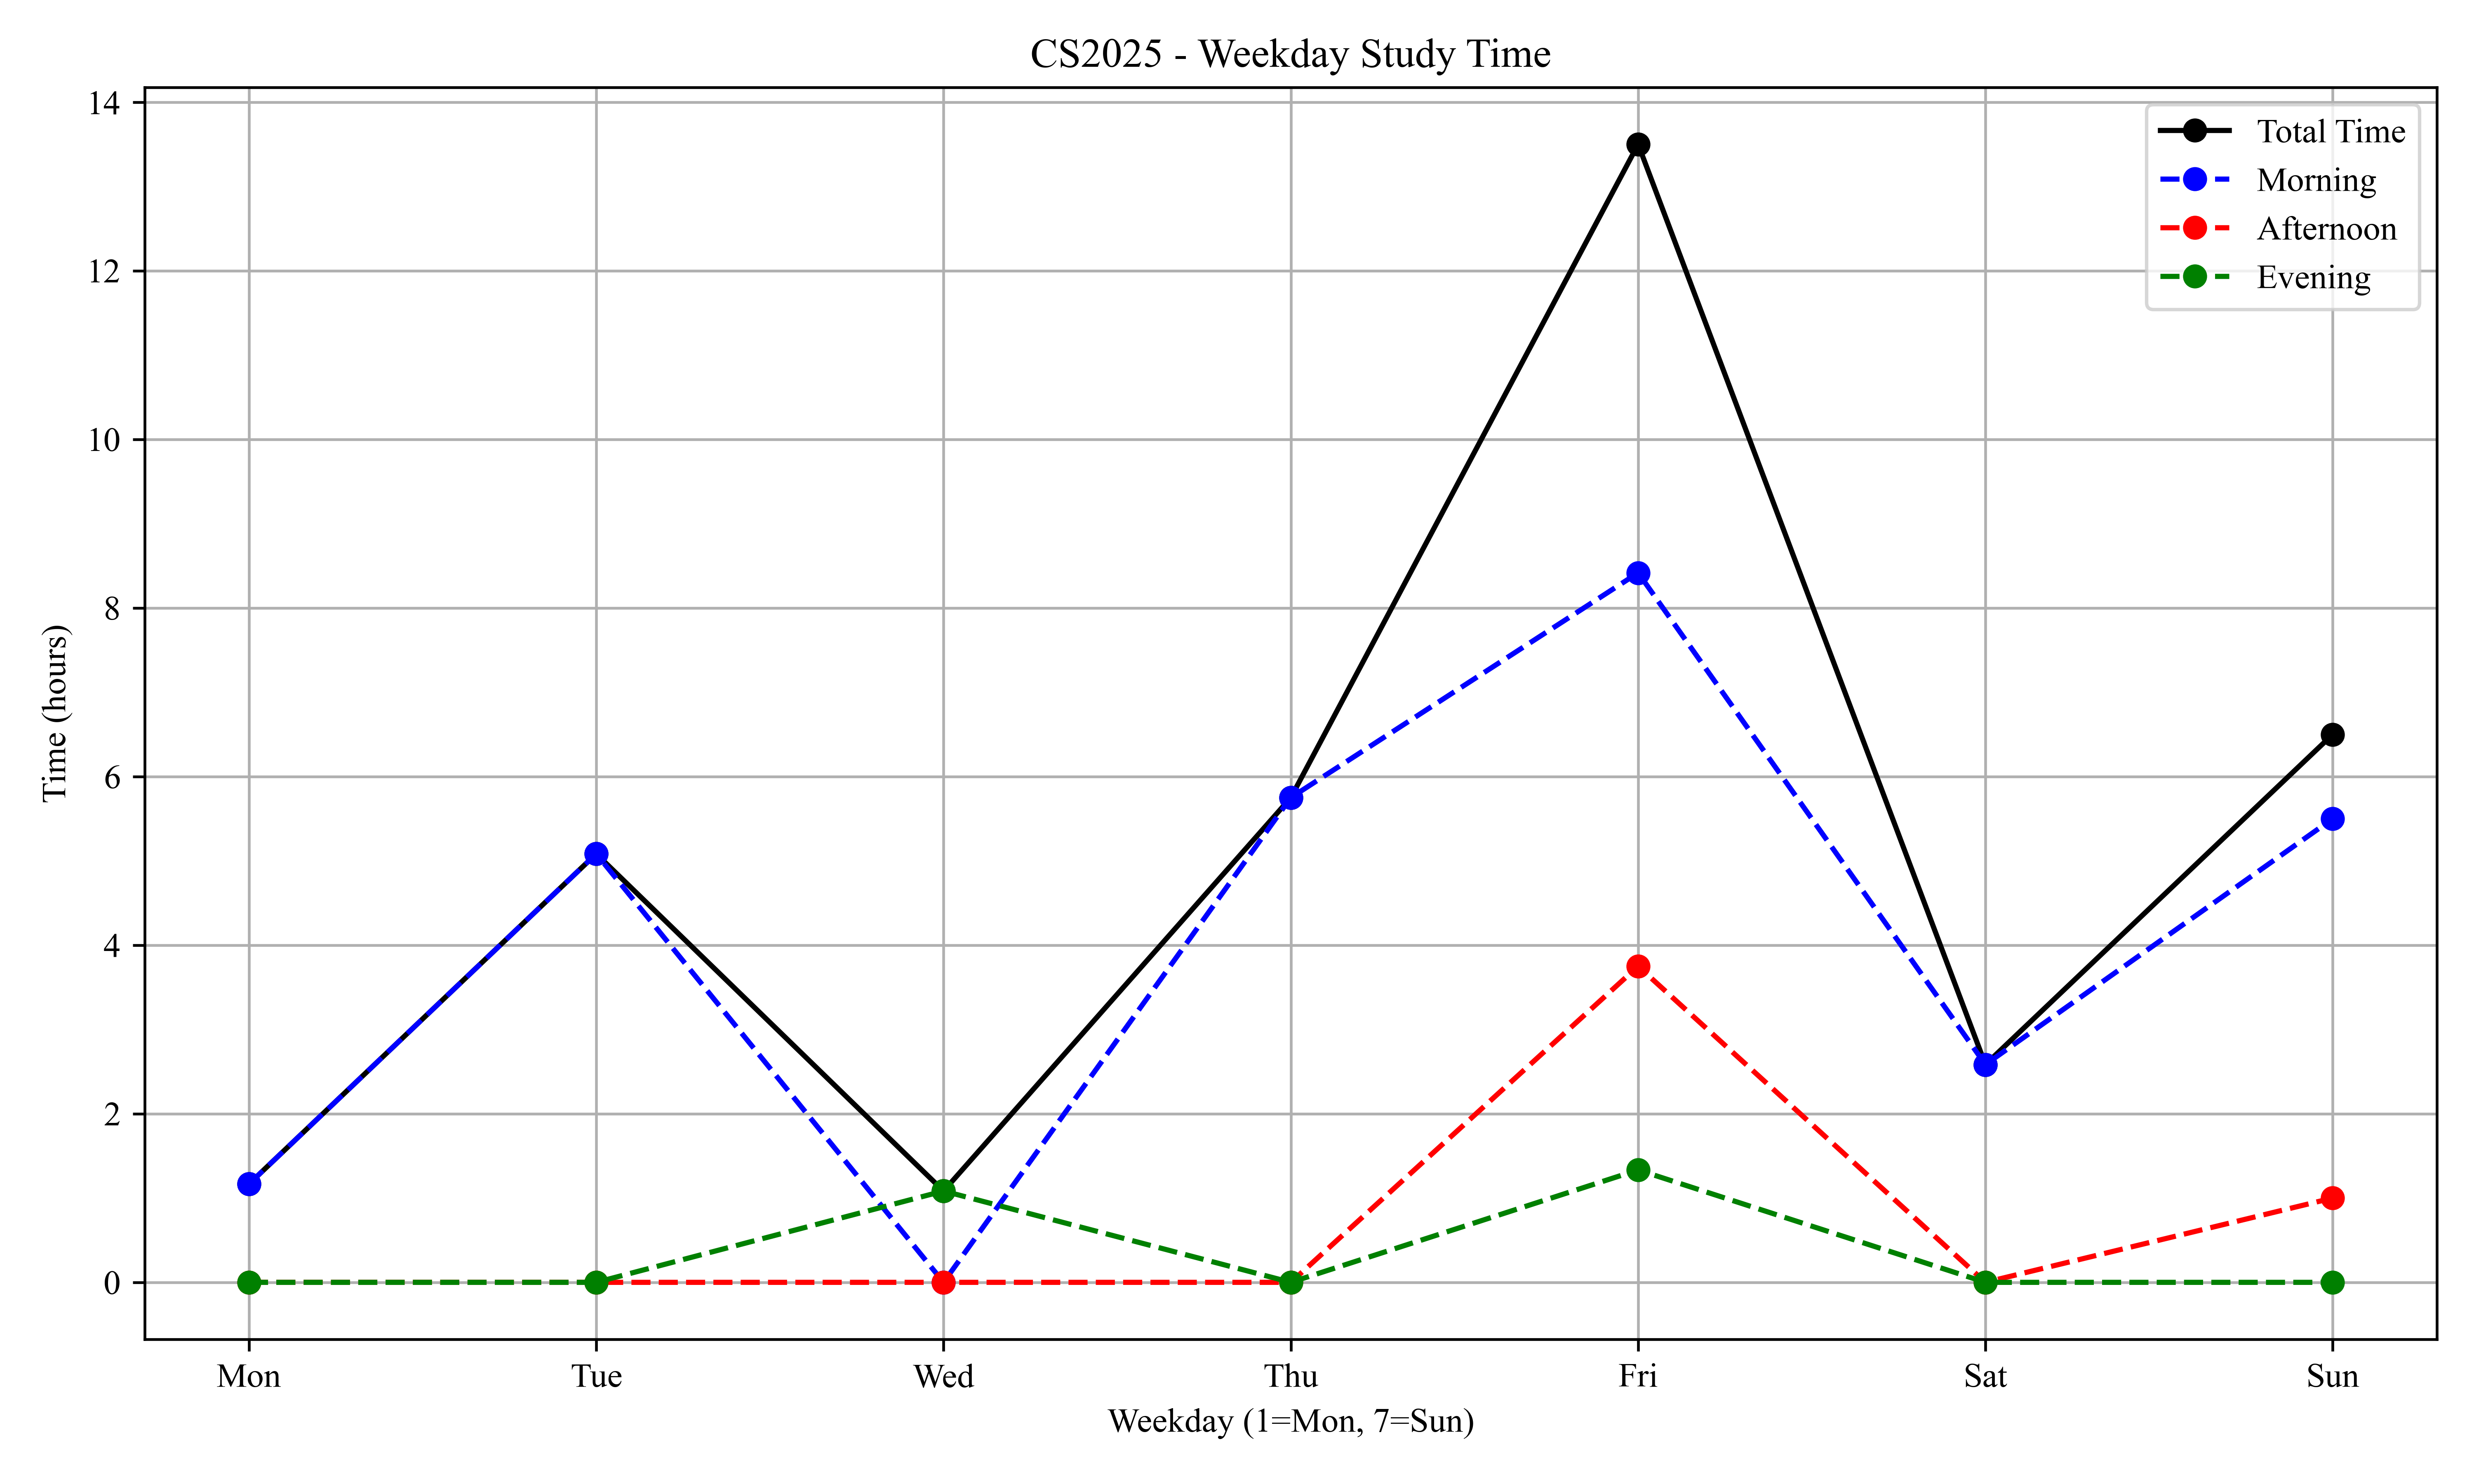 CS2025 - Weekday Study Time
14
12
10
8
6
4
2
0
Time (hours)
Total Time
Morning
Afternoon
Evening
Mon Tue Wed Thu Fri Sat Sun
Weekday (1=Mon, 7=Sun)